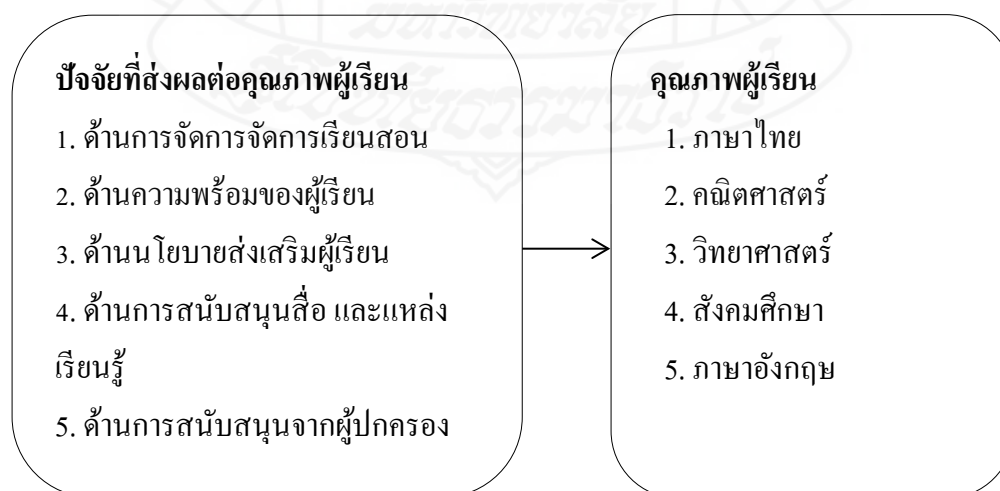 ปัจจัยที่ส่งผลต่อคุณภาพผู้เรียน
1. ด้านการจัดการจัดการเรียนสอน
2. ด้านความพร้อมของผู้เรียน
3. ด้านนโยบายส่งเสริมผู้เรียน
4. ด้านการสนับสนุนสื่อ และแหล่ง
เรียนรู้
5. ด้านการสนับสนุนจากผู้ปกครอง
คุณภาพผู้เรียน
1. ภาษาไทย
2. คณิตศาสตร์
3. วิทยาศาสตร์
4. สังคมศึกษา
5. ภาษาอังกฤษ